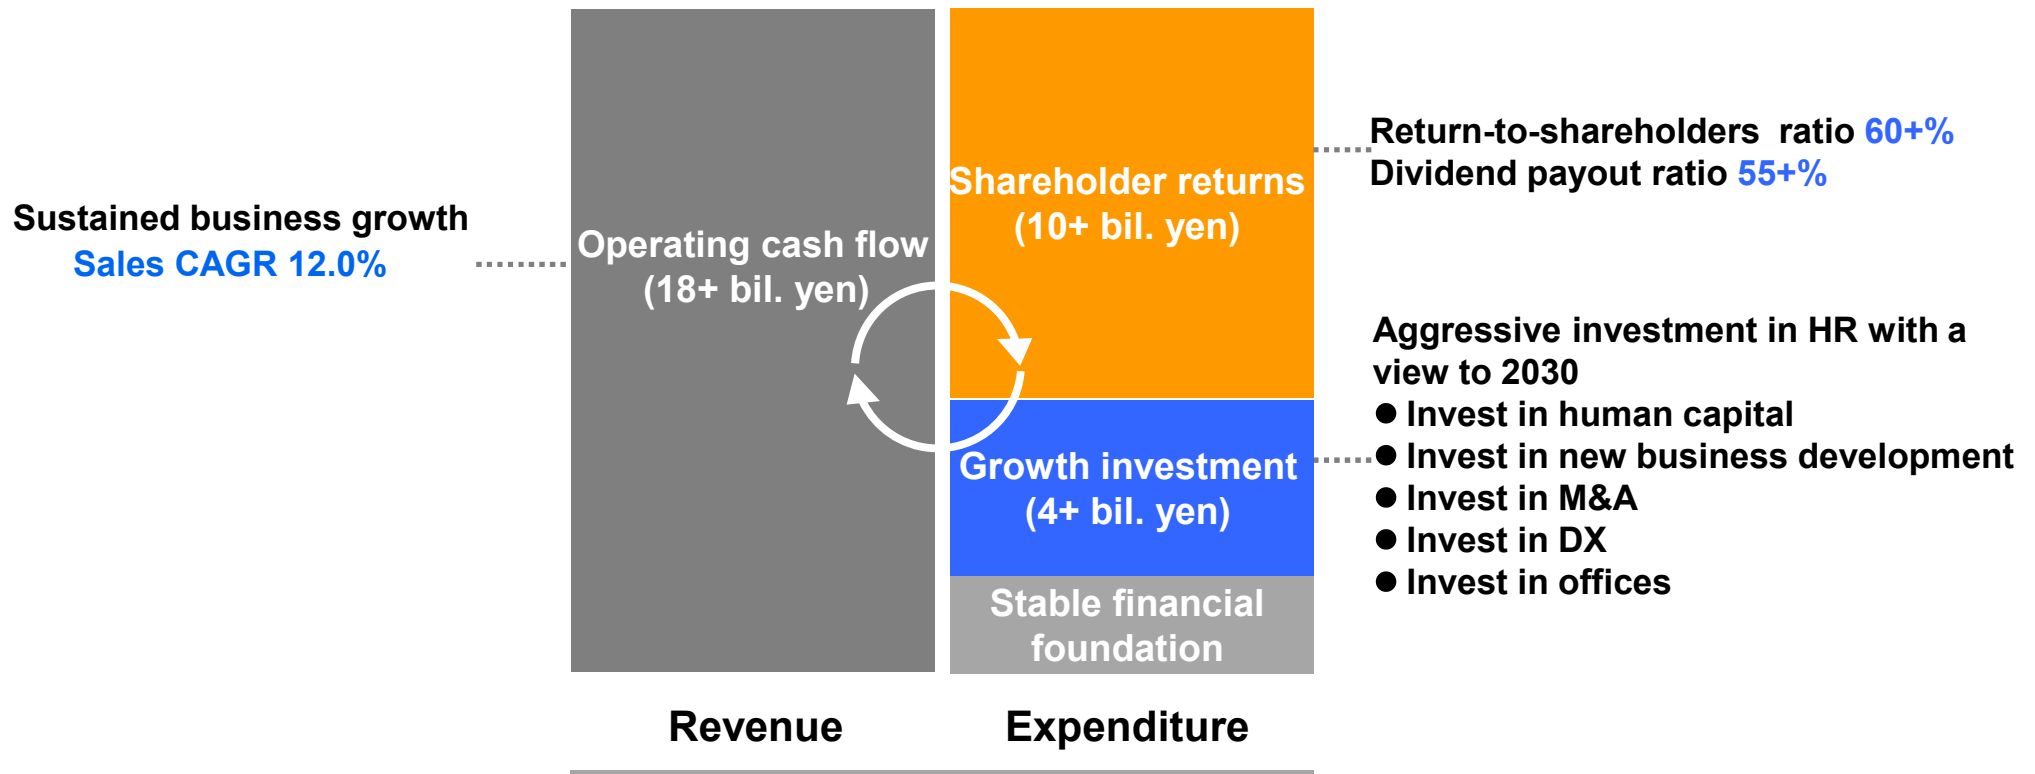 Sustained business growth
Sales CAGR 12.0%
Operating cash flow
(18+ bil. yen)
Shareholder returns
(10+ bil. yen)
Growth investment
(4+ bil. yen)
Stable financial
foundation
Return-to-shareholders ratio 60+%
Dividend payout ratio 55+%
Aggressive investment in HR with a
view to 2030
● Invest in human capital
● Invest in new business development
● Invest in M&A
● Invest in DX
● Invest in offices
Revenue
Expenditure